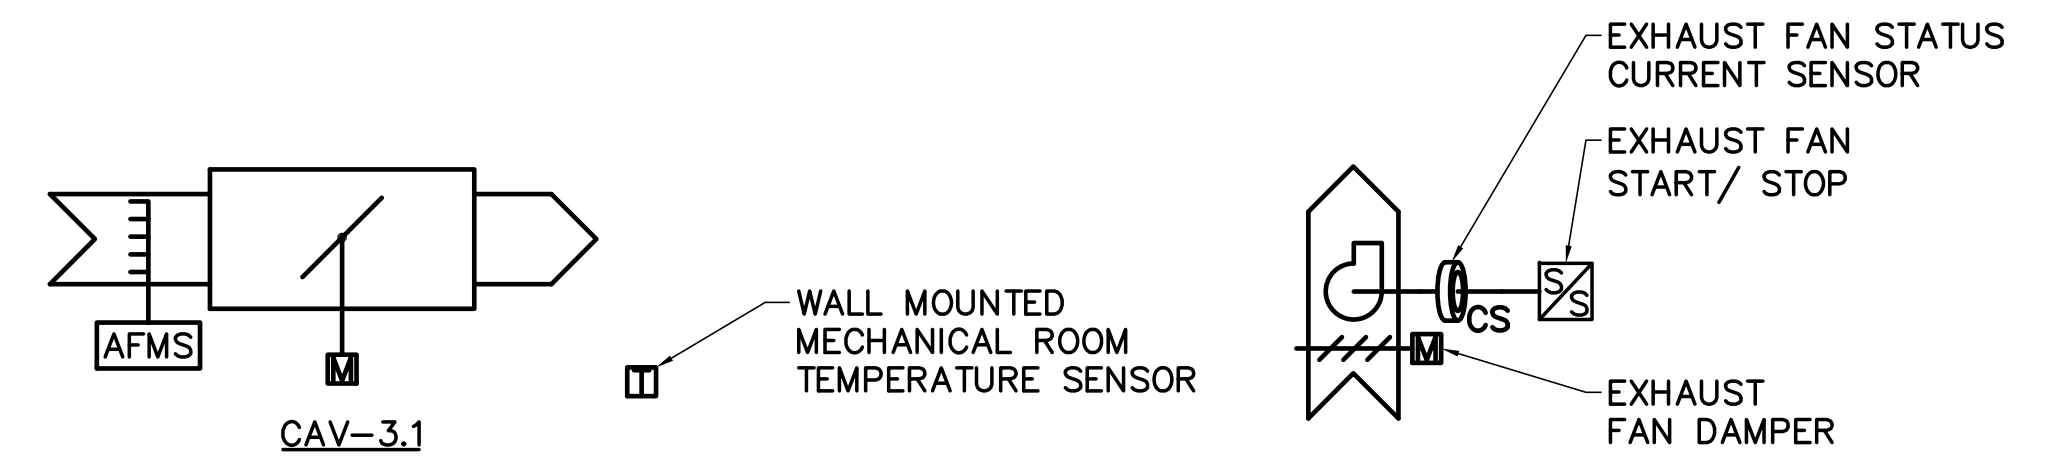 AFMS
M
CAV-3.1
T
WALL MOUNTED
MECHANICAL ROOM
TEMPERATURE SENSOR
EXHAUST FAN STATUS
CURRENT SENSOR
EXHAUST FAN
START/ STOP
S
S
CS
M
EXHAUST
FAN DAMPER